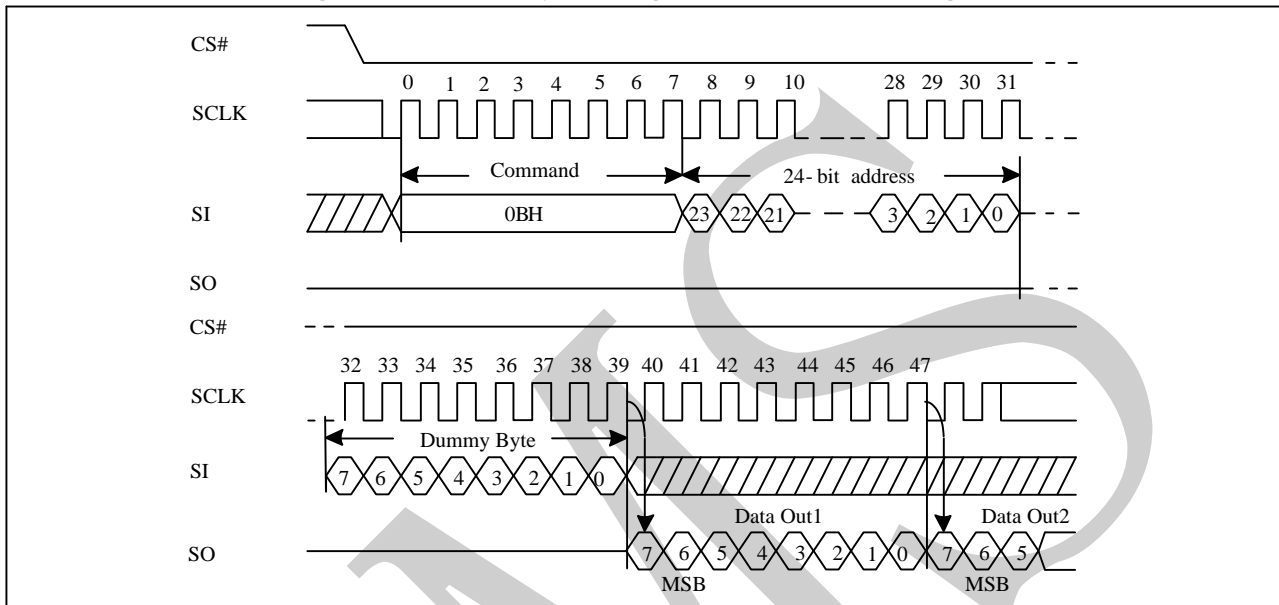 CS#
0 1 2 3 4 5 6 7 8 9 10 28 29 30 31
SCLK
Command 24- bit address
SI 0BH 23 22 21 3 2 1 0
SO
CS#
32 33 34 35 36 37 38 39 40 41 42 43 44 45 46 47
SCLK
Dummy Byte
SI 7 6 5 4 3 2 1 0
Data Out1 Data Out2
SO 7 6 5 4 3 2 1 0 7 6 5
MSB MSB